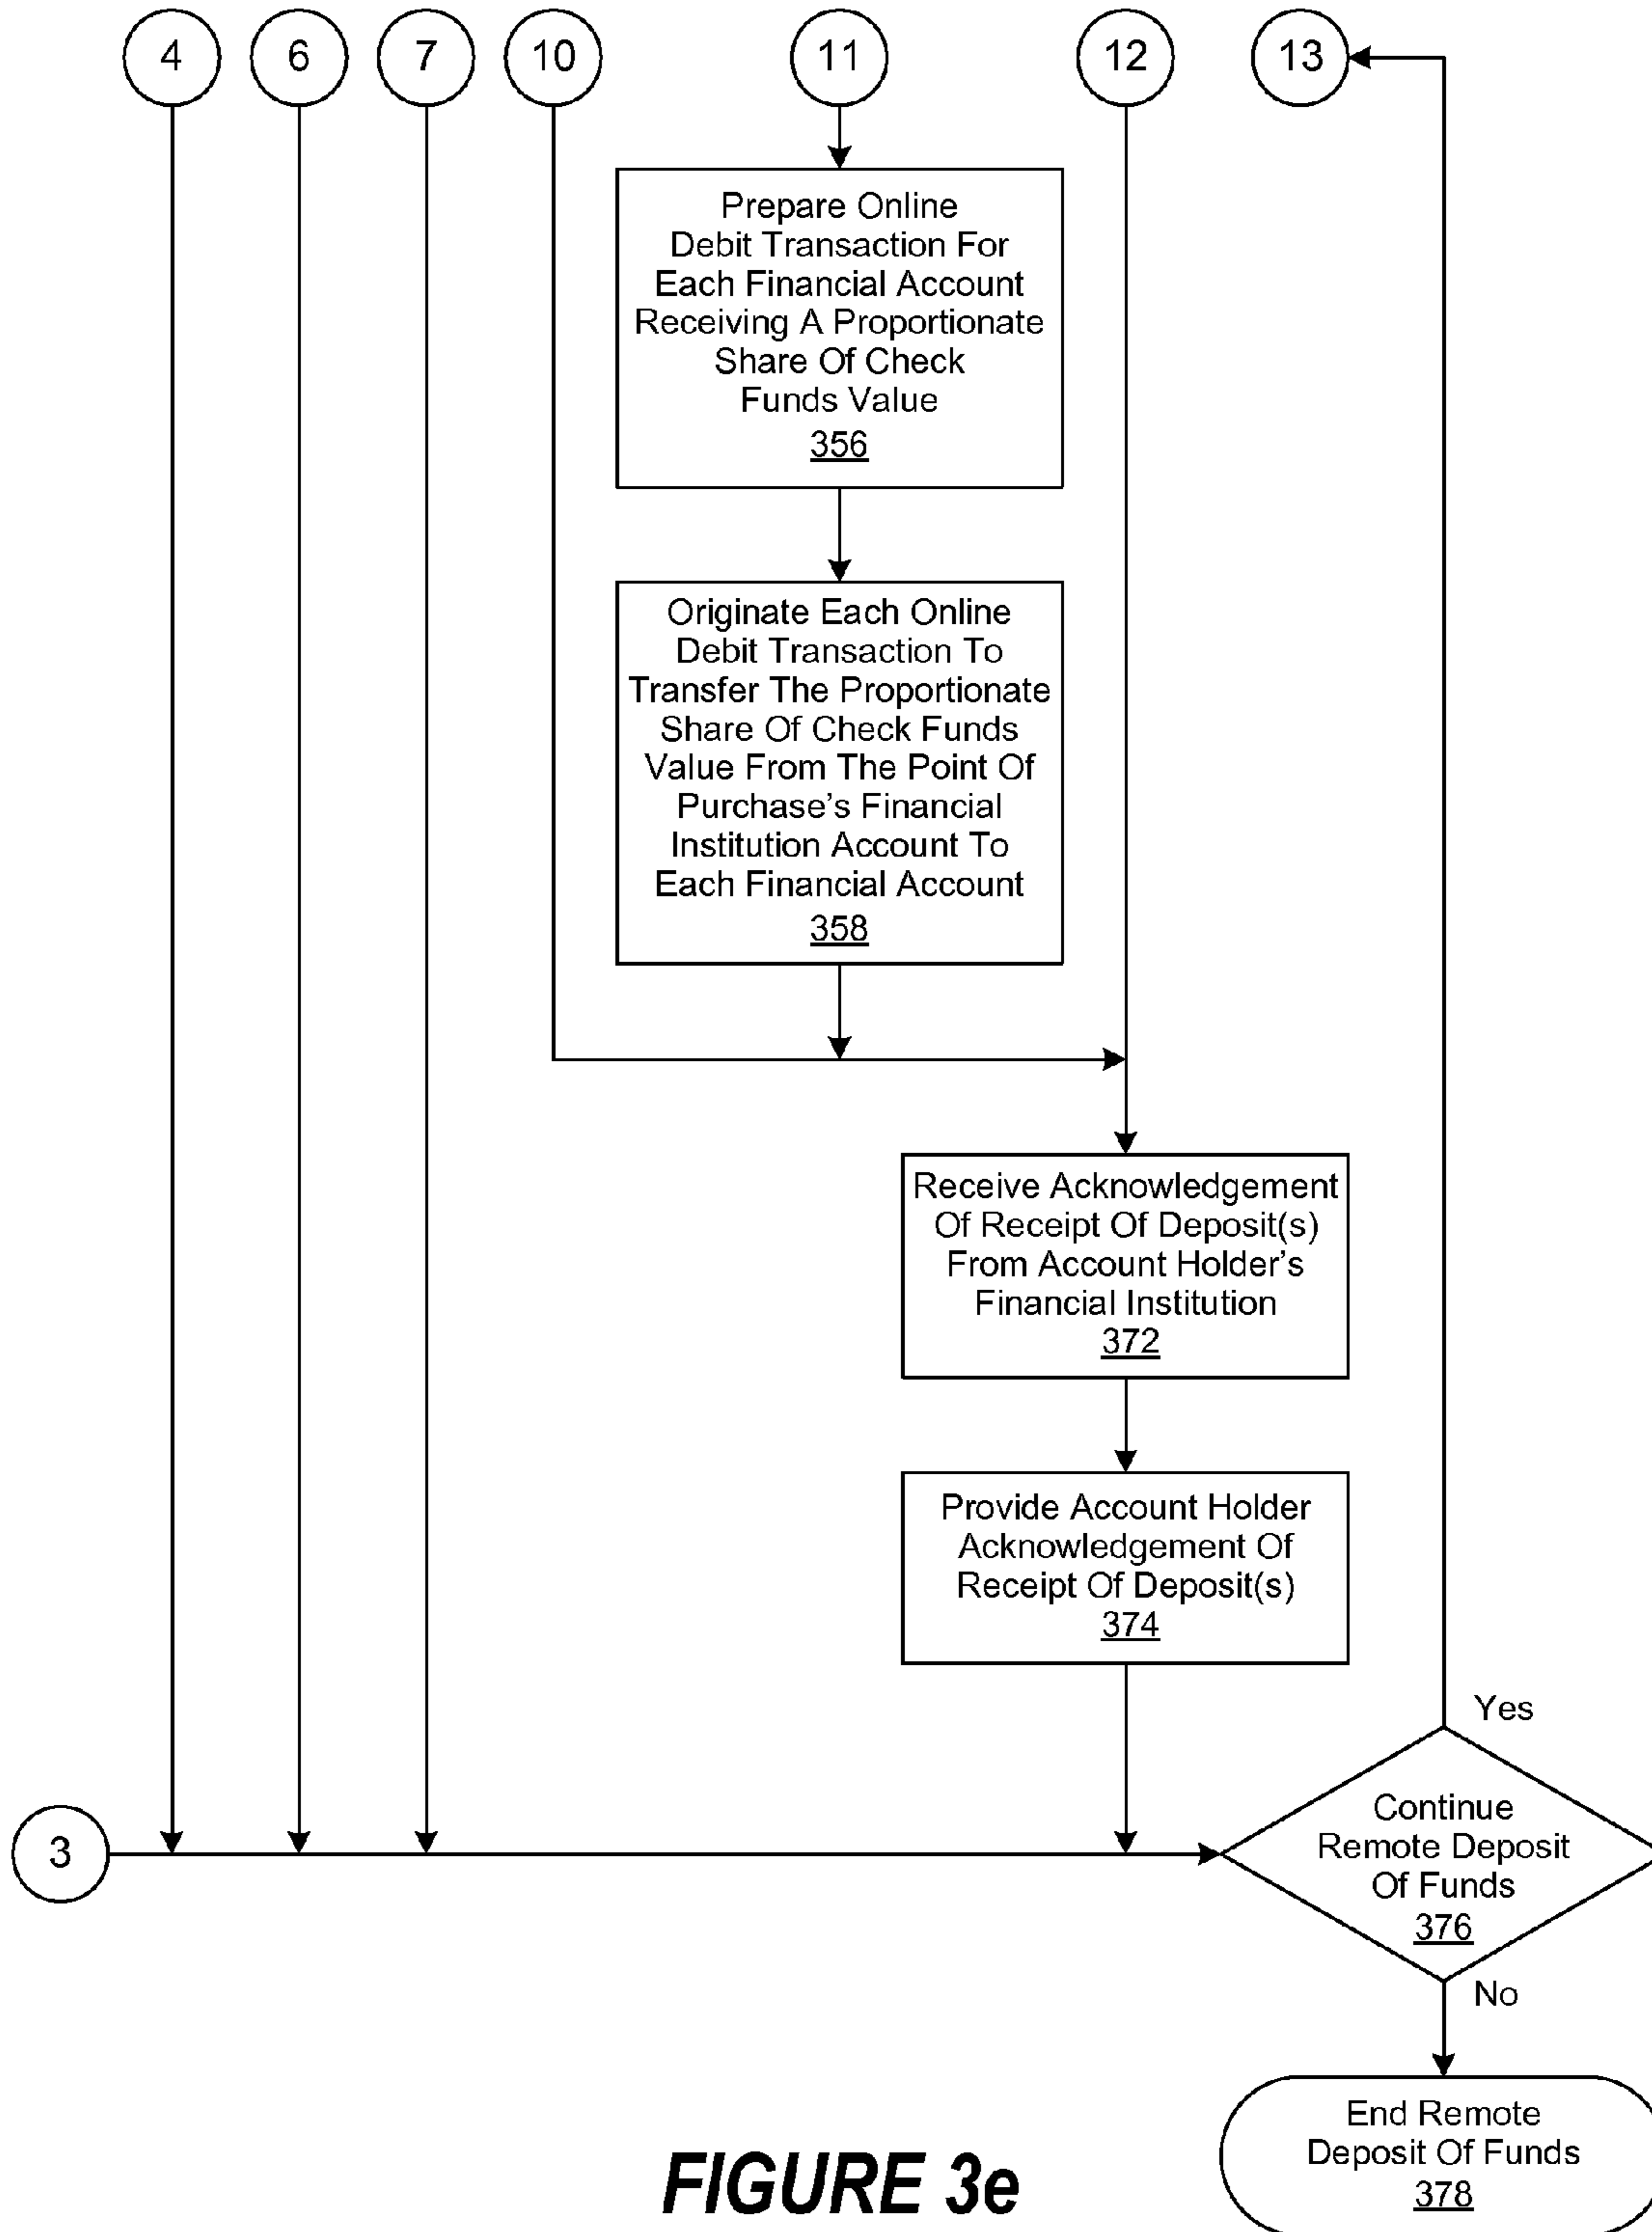 4
6
7
10
11
12
13
Prepare Online
Debit Transaction For
Each Financial Account
Receiving A Proportionate
Share Of Check
Funds Value
356
Originate Each Online
Debit Transaction To
Transfer The Proportionate
Share Of Check Funds
Value From The Point Of
Purchase's Financial
Institution Account To
Each Financial Account
358
Receive Acknowledgement
Of Receipt Of Deposit(s)
From Account Holder's
Financial Institution
372
Provide Account Holder
Acknowledgement Of
Receipt Of Deposit(s)
374
Yes
3
Continue
Remote Deposit
Of Funds
376
No
End Remote
Deposit Of Funds
378
FIGURE 3e